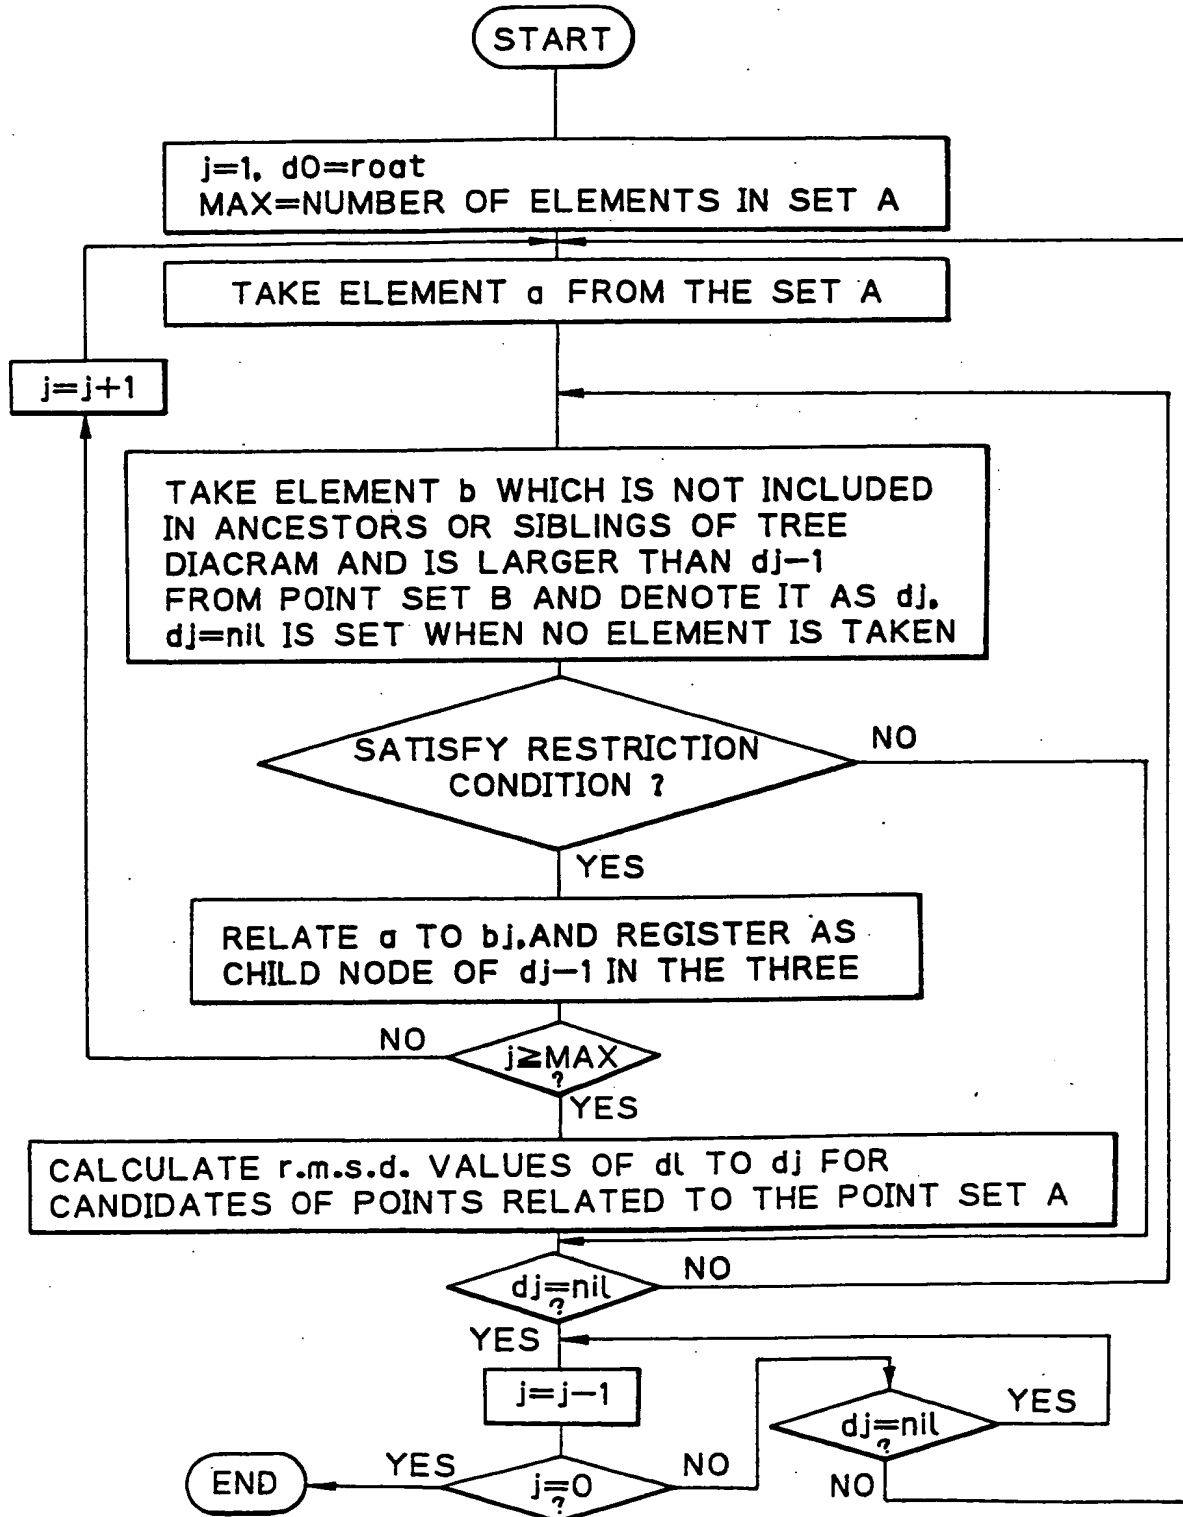 START
j=1, d0=roat
MAX=NUMBER OF ELEMENTS IN SET A
TAKE ELEMENT a FROM THE SET A
j=j+1
TAKE ELEMENT b WHICH IS NOT INCLUDED
IN ANCESTORS OR SIBLINGS OF TREE
DIACRAM AND IS LARGER THAN dj-1
FROM POINT SET B AND DENOTE IT AS dj.
dj=nil IS SET WHEN NO ELEMENT IS TAKEN
SATISFY RESTRICTION
CONDITION ?
NO
YES
RELATE a TO bj,AND REGISTER AS
CHILD NODE OF dj-1 IN THE THREE
NO
j≧MAX
?
YES
CALCULATE r.m.s.d. VALUES OF dl TO dj FOR
CANDIDATES OF POINTS RELATED TO THE POINT SET A
dj=nil
?
NO
YES
j=j-1
dj=nil
?
YES
NO
j=0
?
YES
NO
END